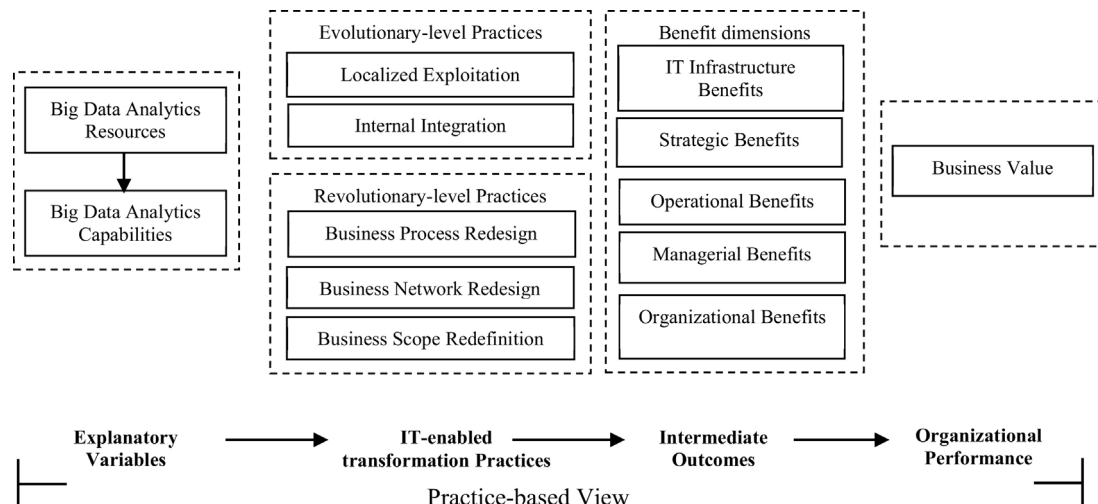 Big Data Analytics
Resources
Big Data Analytics
Capabilities
Evolutionary-level Practices
Localized Exploitation
Internal Integration
Revolutionary-level Practices
Business Process Redesign
Business Network Redesign
Business Scope Redefinition
Benefit dimensions
IT Infrastructure
Benefits
Strategic Benefits
Operational Benefits
Managerial Benefits
Organizational Benefits
Business Value
Explanatory
Variables
IT-enabled
transformation Practices
Intermediate
Outcomes
Organizational
Performance
Practice-based View